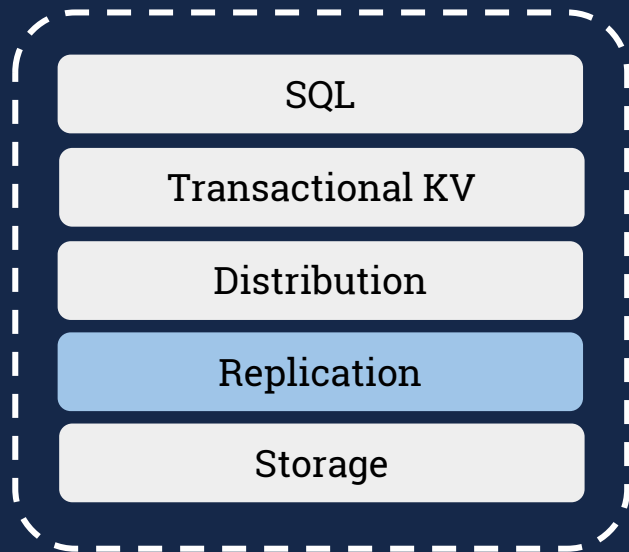 SQL
Transactional KV
Distribution
Replication
Storage